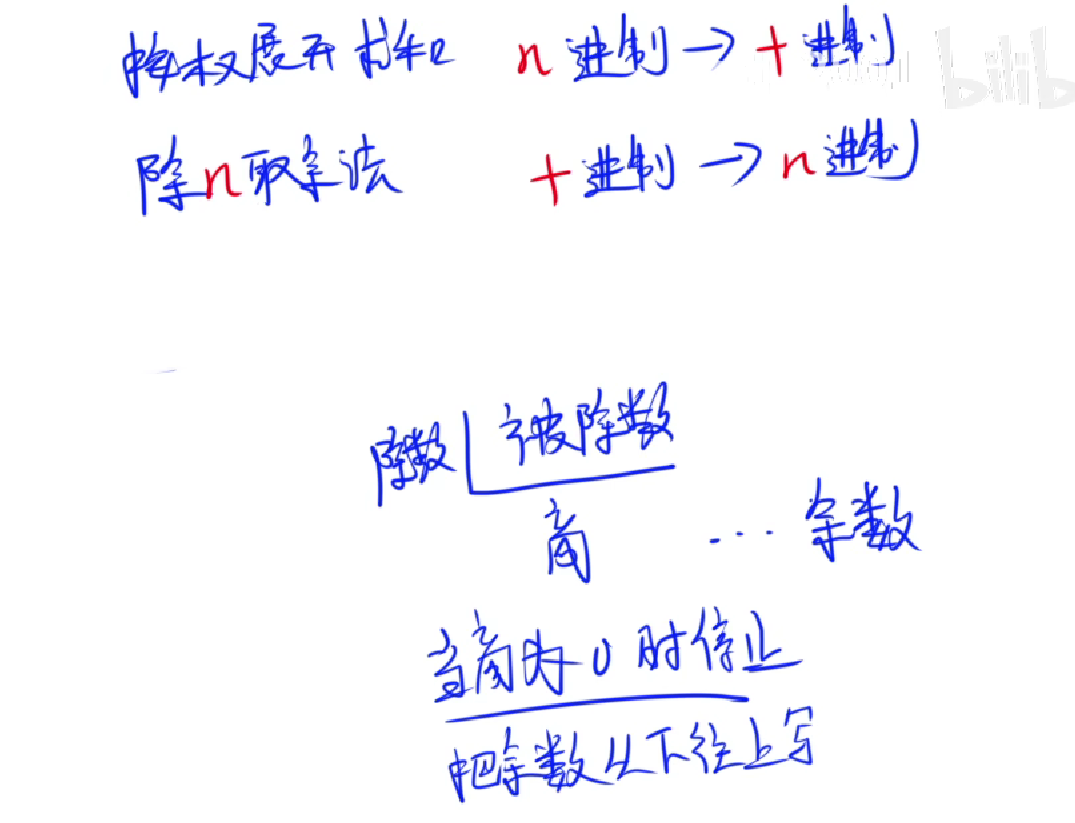 按权展开求和 n进制→十进制
bilib
除n取余法 十进制→n进制
除数 被除数
商 ... 余数
当商为0时停止
把余数从下往上写